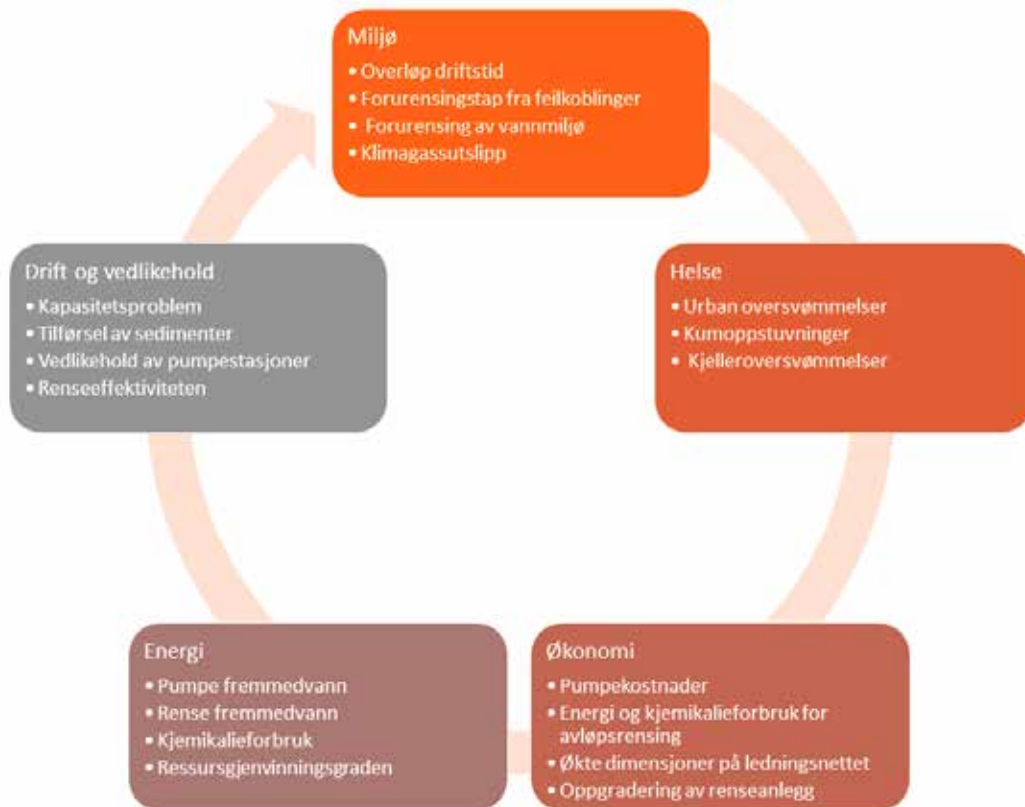 Miljø
• Overløp driftstid
• Forurensingstap fra feilkoblinger
• Forurensing av vannmiljø
• Klimagassutslipp
Helse
• Urban oversvømmelser
• Kumoppstuvninger
• Kjelleroversvømmelser
Økonomi
• Pumpekostnader
• Energi og kjemikalieforbruk for
avløpsrensing
• Økte dimensjoner på ledningsnettet
• Oppgradering av renseanlegg
Energi
• Pumpe fremmedvann
• Rense fremmedvann
• Kjemikalieforbruk
• Ressursgjenvinningsgraden
Drift og vedlikehold
• Kapasitetsproblem
• Tilførsel av sedimenter
• Vedlikehold av pumpestasjoner
• Renseeffektiviteten